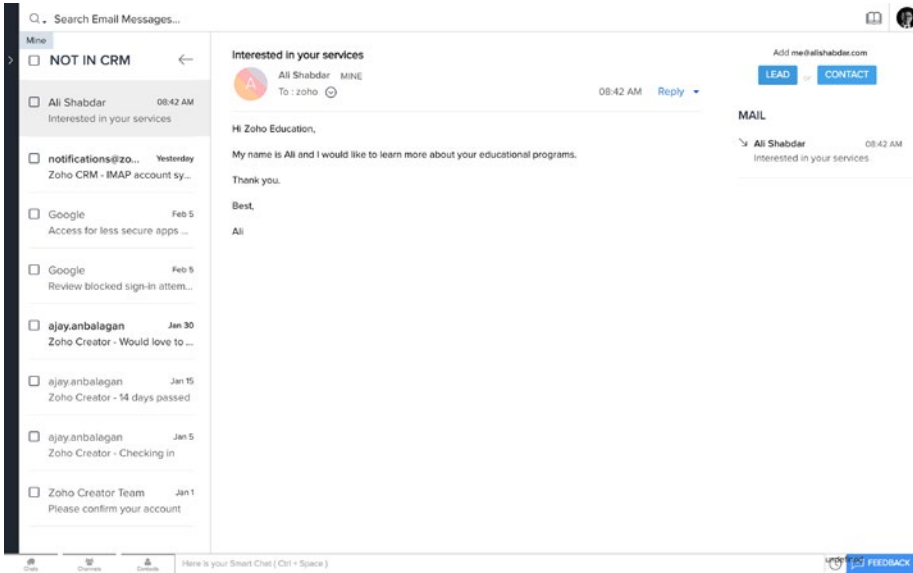 Search Email Messages...
Mine
NOT IN CRM
Ali Shabdar 08:42 AM
Interested in your services
notifications@zo... Yesterday
Zoho CRM - IMAP account sy...
Google Feb 5
Access for less secure apps ...
Google Feb 5
Review blocked sign-in attem...
ajay.anbalagan Jan 30
Zoho Creator - Would love to ...
ajay.anbalagan Jan 15
Zoho Creator - 14 days passed
ajay.anbalagan Jan 5
Zoho Creator - Checking in
Zoho Creator Team Jan 1
Please confirm your account
Interested in your services
A
Ali Shabdar MINE
To : zoho
08:42 AM Reply
Hi Zoho Education,
My name is Ali and I would like to learn more about your educational programs.
Thank you.
Best,
Ali
Add me@alishabdar.com
LEAD or CONTACT
MAIL
Ali Shabdar 08:42 AM
Interested in your services
Chats Channels Contacts Here is your Smart Chat ( Ctrl + Space )
undefined
FEEDBACK